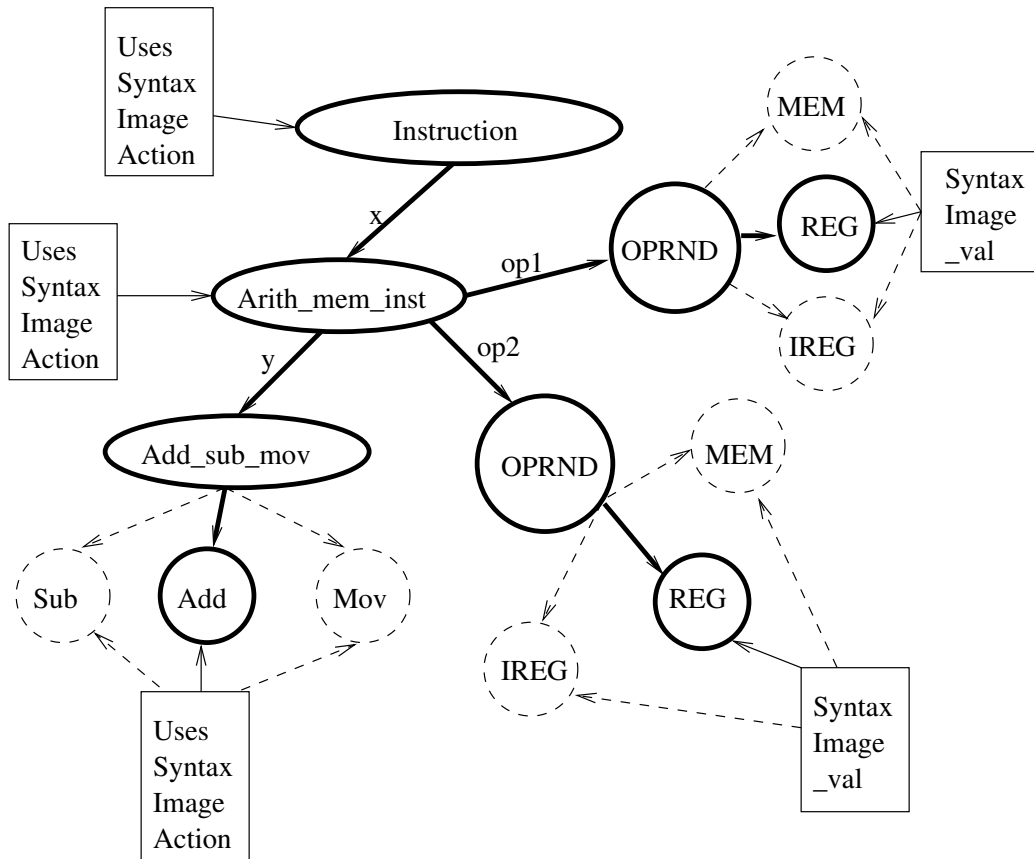 Uses
Syntax
Image
Action
Instruction
MEM
Syntax
Image
_val
REG
OPRND
IREG
x
op1
Uses
Syntax
Image
Action
Arith_mem_inst
y
op2
Add_sub_mov
OPRND
MEM
Sub
Add
Mov
REG
IREG
Uses
Syntax
Image
Action
Syntax
Image
_val